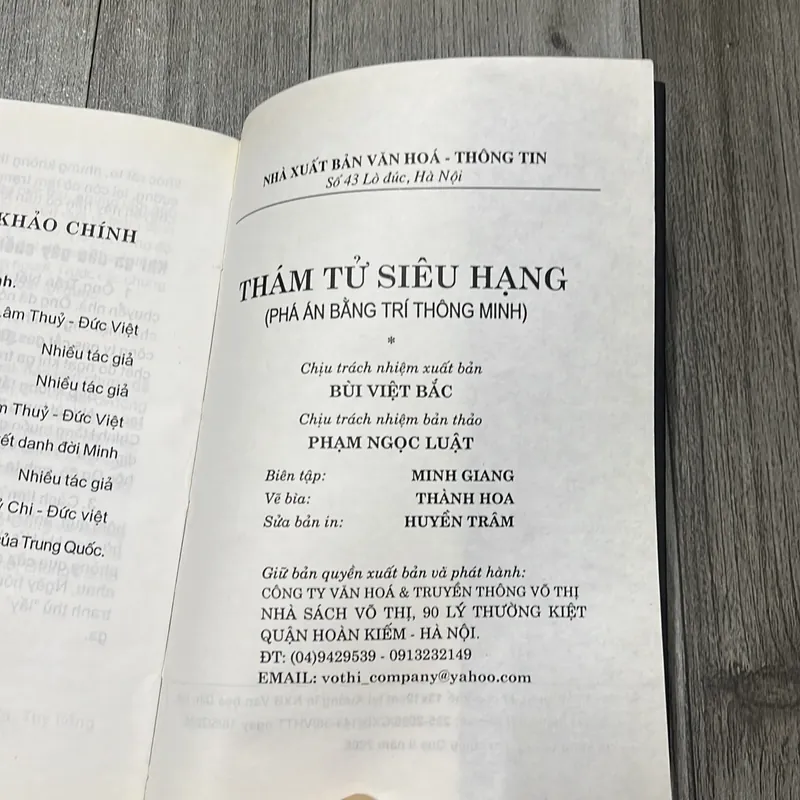 KHẢO CHÍNH
Lâm Thuỷ - Đức Việt
Nhiều tác giả
Nhiều tác giả
Thuỷ - Đức Việt
danh đời Minh
Nhiều tác giả
Chi - Đức việt
của Trung Quốc.
NHÀ XUẤT BẢN VĂN HOÁ - THÔNG TIN
Số 43 Lò đúc, Hà Nội
THÁM TỬ SIÊU HẠNG
(PHÁ ÁN BẰNG TRÍ THÔNG MINH)
*
Chịu trách nhiệm xuất bản
BÙI VIỆT BẮC
Chịu trách nhiệm bản thảo
PHẠM NGỌC LUẬT
Biên tập: MINH GIANG
Vẽ bìa: THÀNH HOA
Sửa bản in: HUYỀN TRÂM
Giữ bản quyền xuất bản và phát hành:
CÔNG TY VĂN HOÁ & TRUYỀN THÔNG VÕ THỊ
NHÀ SÁCH VÕ THỊ, 90 LÝ THƯỜNG KIỆT
QUẬN HOÀN KIẾM - HÀ NỘI.
ĐT: (04)9429539 - 0913232149
EMAIL: vothi_company@yahoo.com